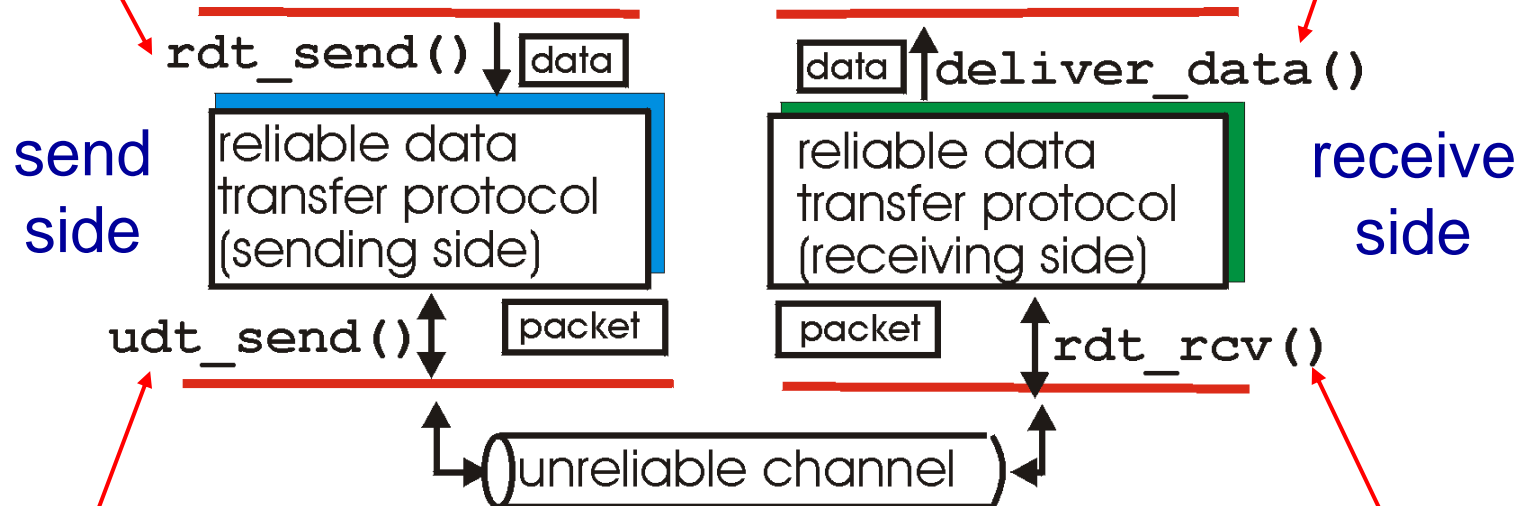 rdt_send()
data
data
deliver_data()
send
side
reliable data
transfer protocol
(sending side)
reliable data
transfer protocol
(receiving side)
receive
side
udt_send()
packet
packet
rdt_rcv()
unreliable channel